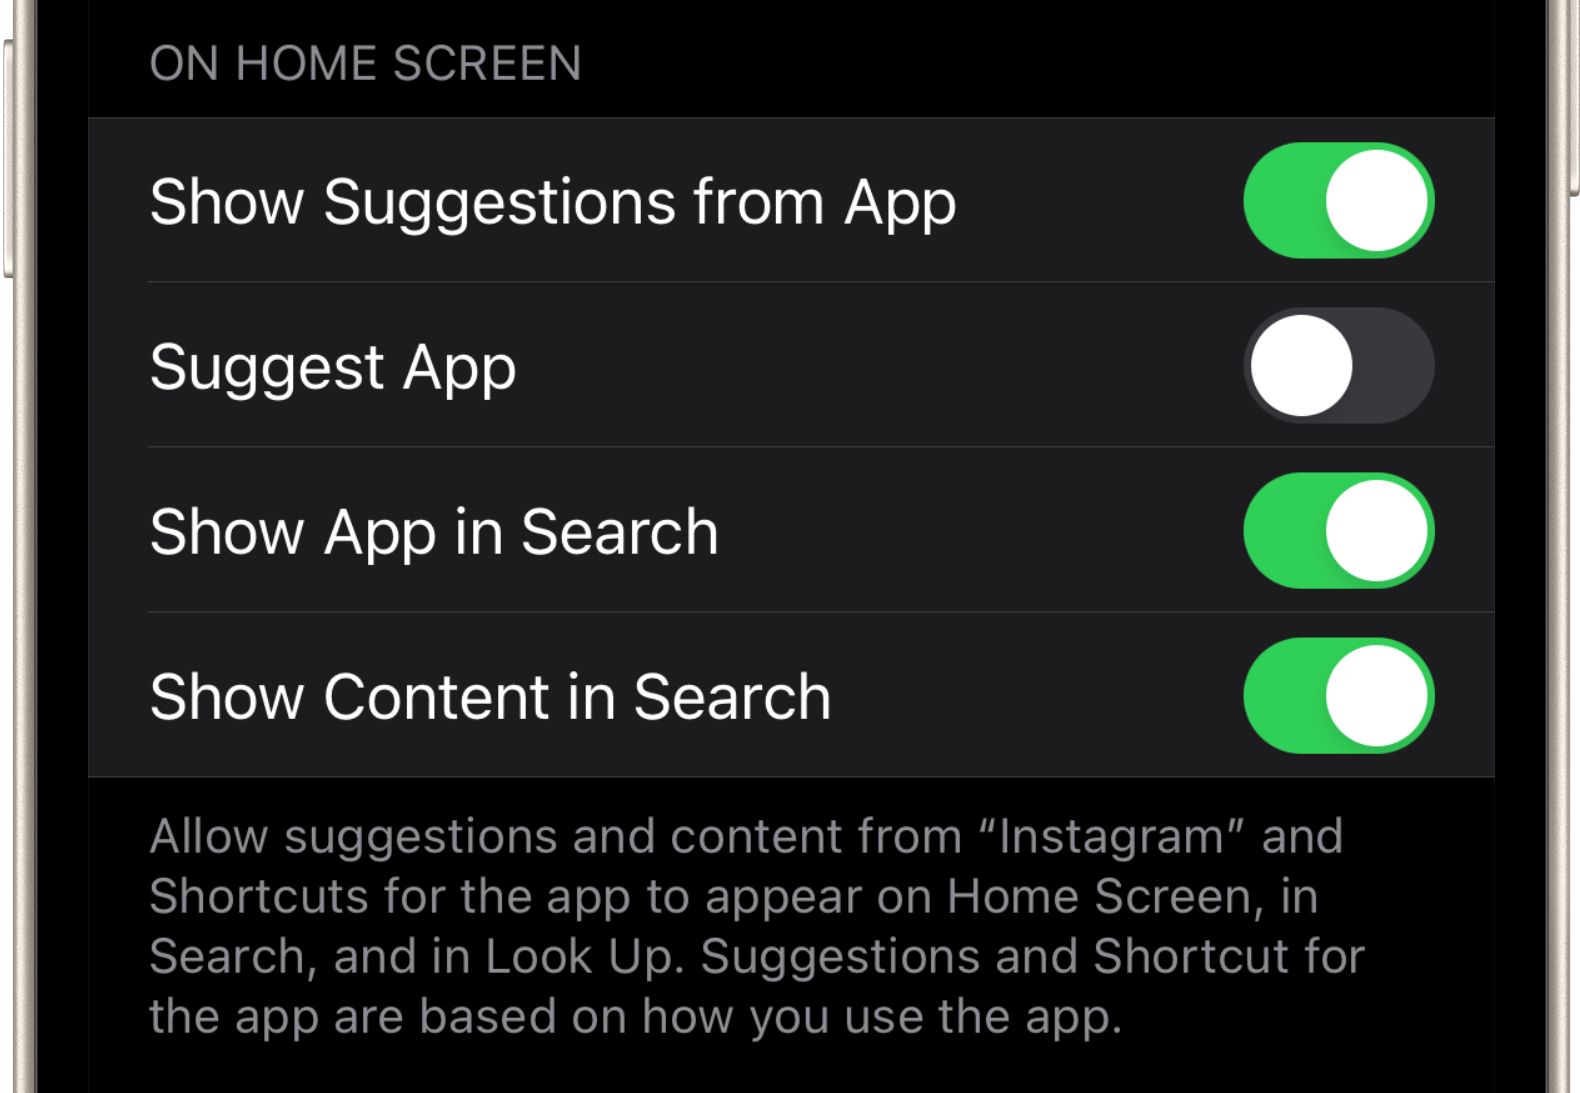 ON HOME SCREEN
Show Suggestions from App
Suggest App
Show App in Search
Show Content in Search
Allow suggestions and content from “Instagram” and
Shortcuts for the app to appear on Home Screen, in
Search, and in Look Up. Suggestions and Shortcut for
the app are based on how you use the app.